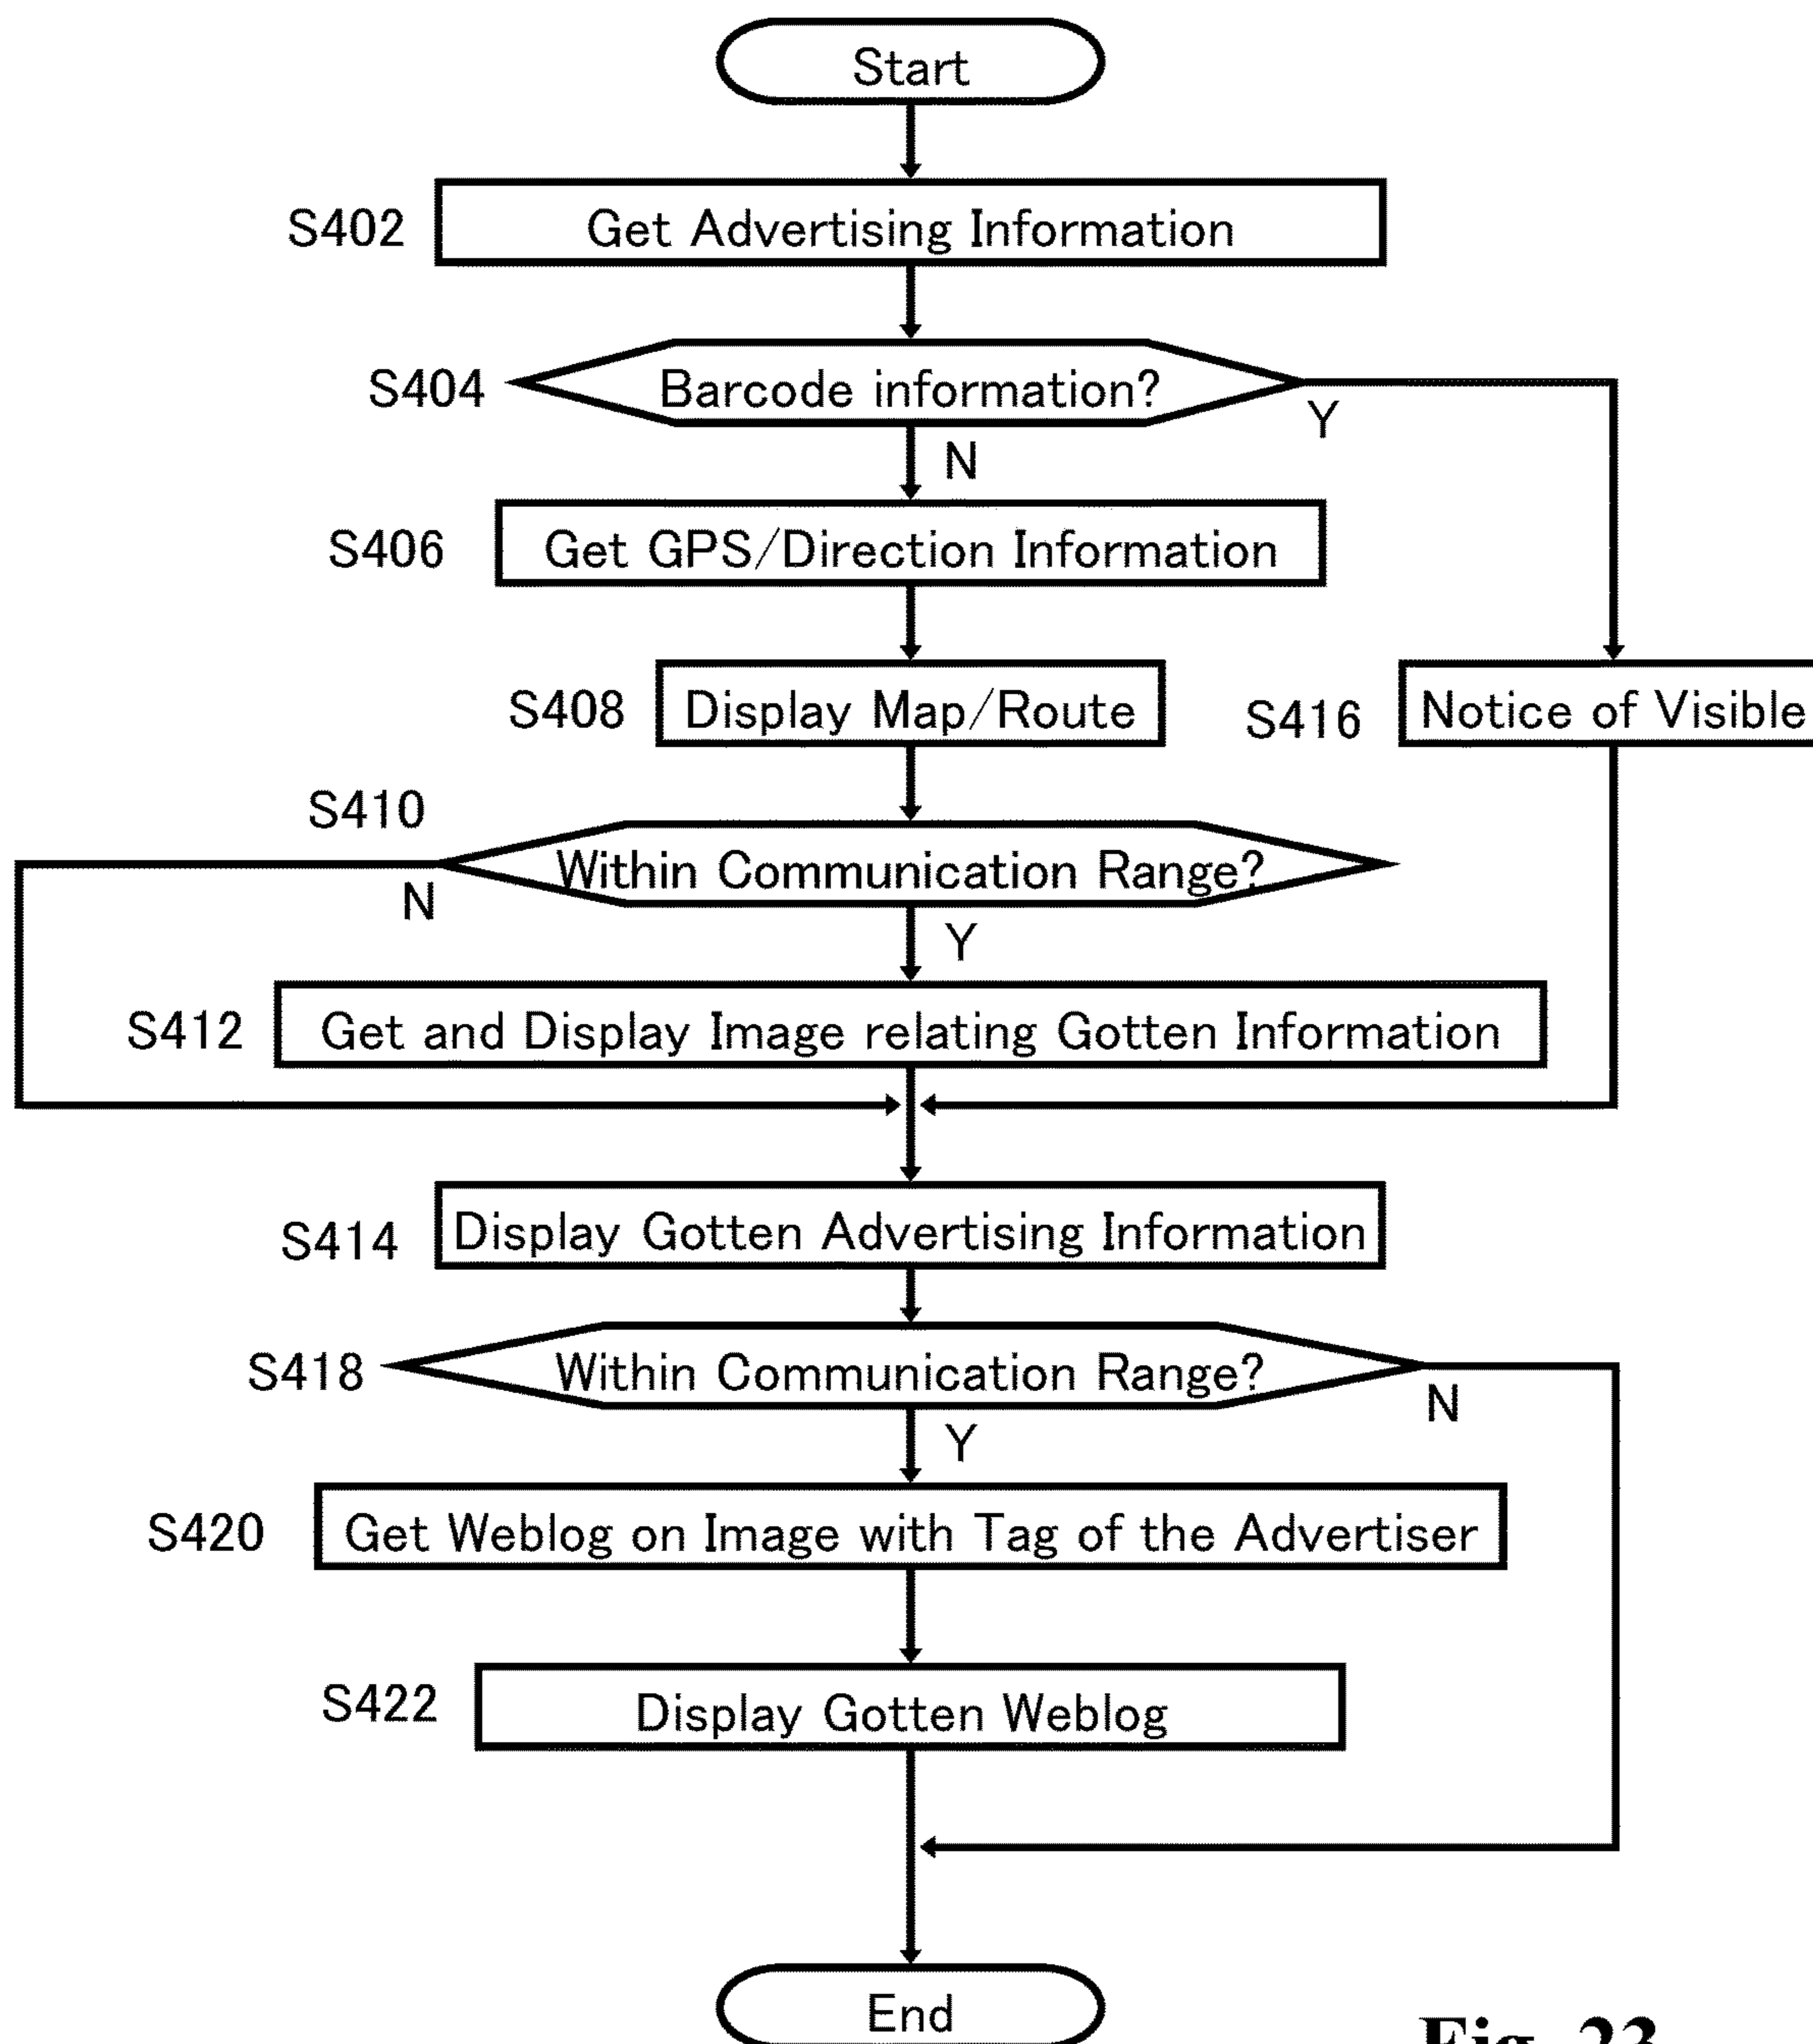 Start
S402 Get Advertising Information
S404 Barcode information?
Y
N
S406 Get GPS/Direction Information
S408 Display Map/Route
S416 Notice of Visible
S410
Within Communication Range?
N
Y
S412 Get and Display Image relating Gotten Information
S414 Display Gotten Advertising Information
S418 Within Communication Range?
N
Y
S420 Get Weblog on Image with Tag of the Advertiser
S422 Display Gotten Weblog
End
Fig. 23